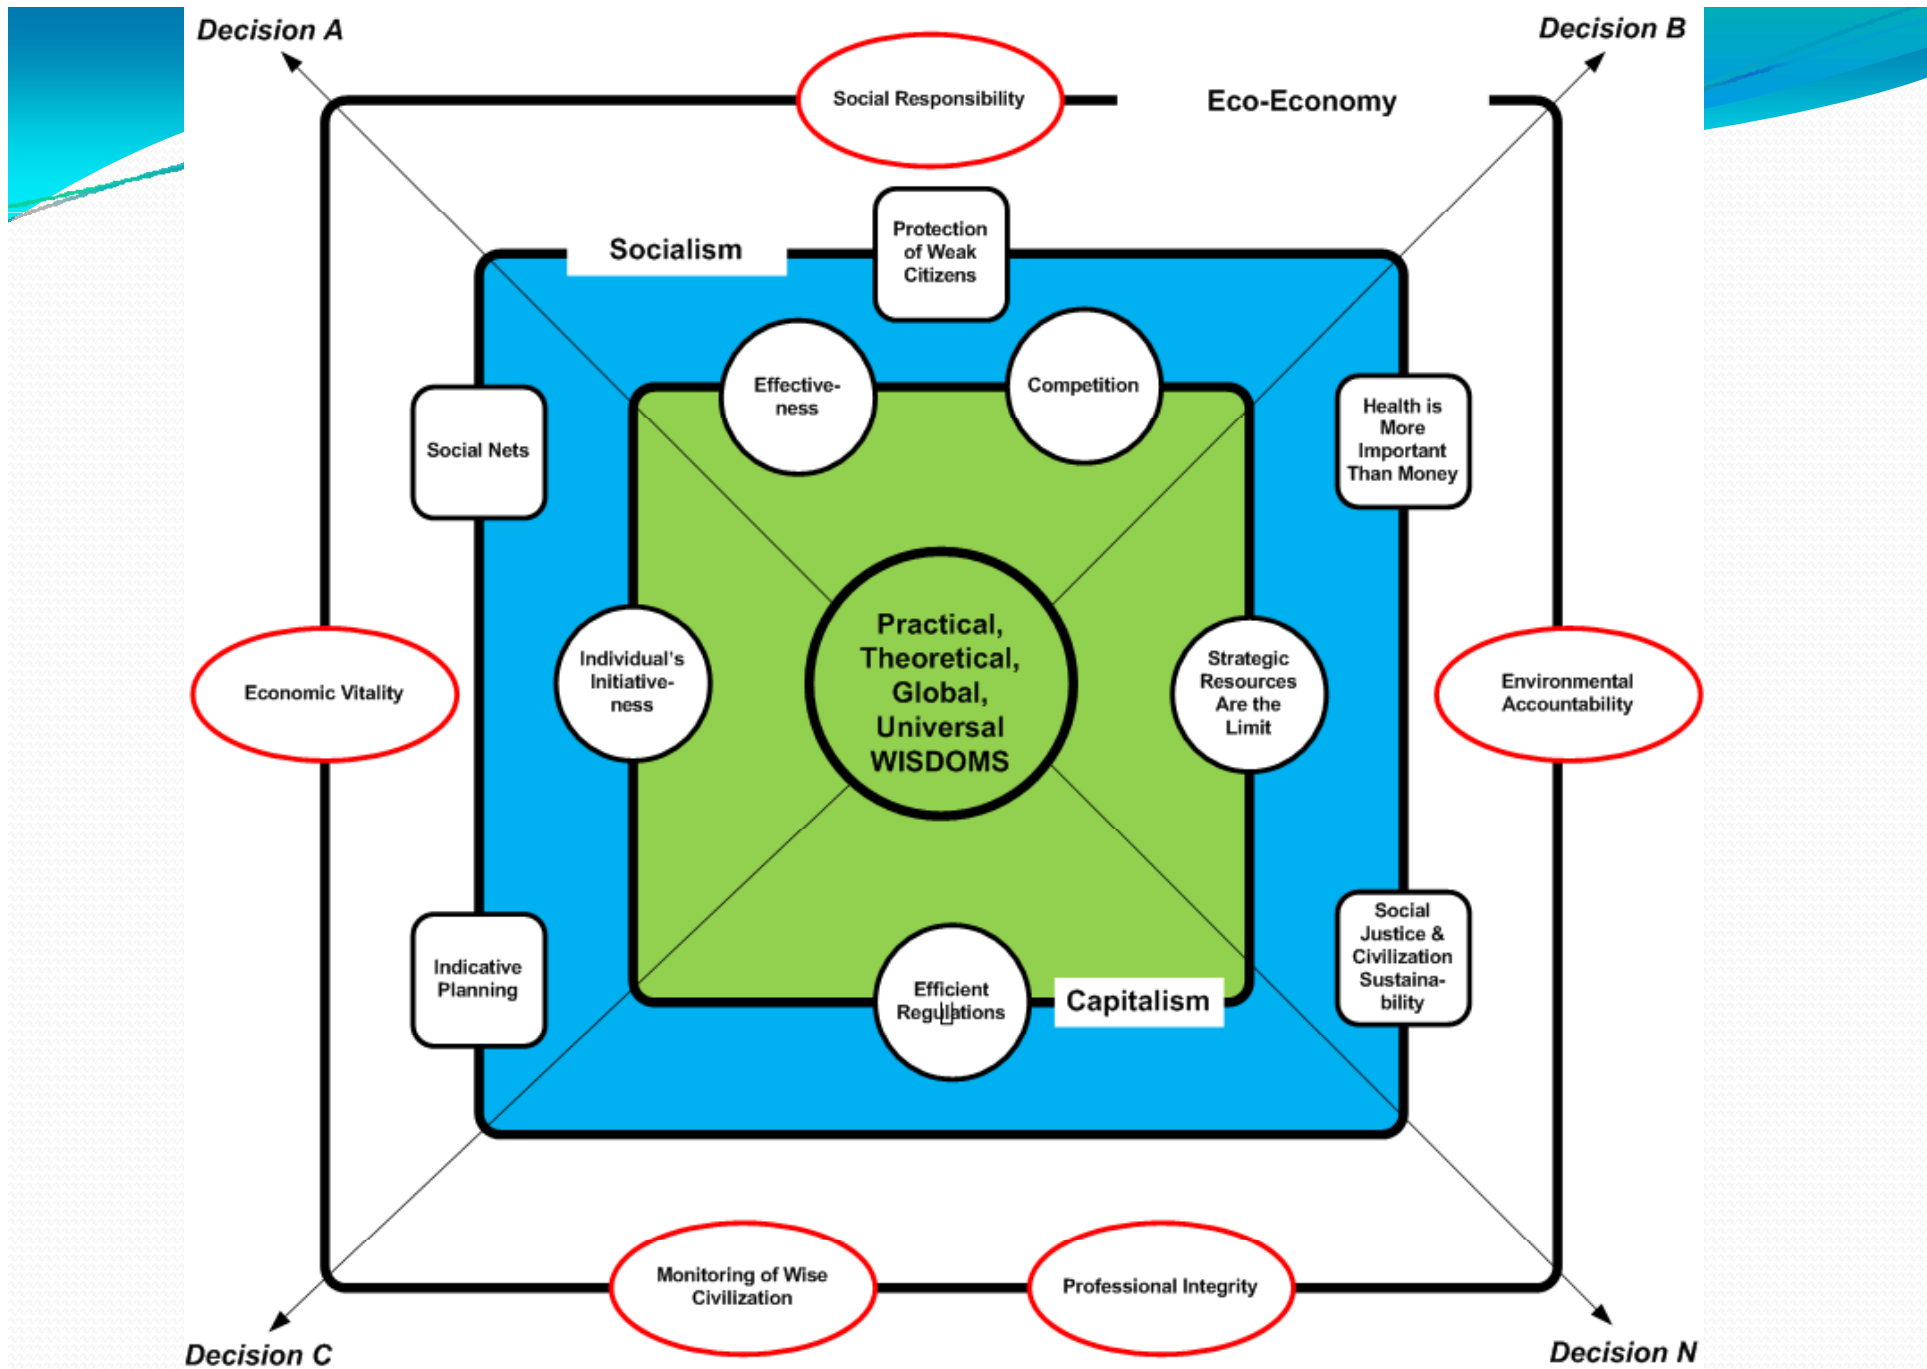 Decision A
Decision B
Social Responsibility
Eco-Economy
Protection
of Weak
Citizens
Socialism
Effective-
ness
Competition
Health is
More
Important
Than Money
Social Nets
Practical,
Theoretical,
Global,
Universal
WISDOMS
Individual's
Initiative-
ness
Strategic
Resources
Are the
Limit
Economic Vitality
Environmental
Accountability
Social
Justice &
Civilization
Sustaina-
bility
Indicative
Planning
Efficient
Regulations
Capitalism
Monitoring of Wise
Civilization
Professional Integrity
Decision C
Decision N